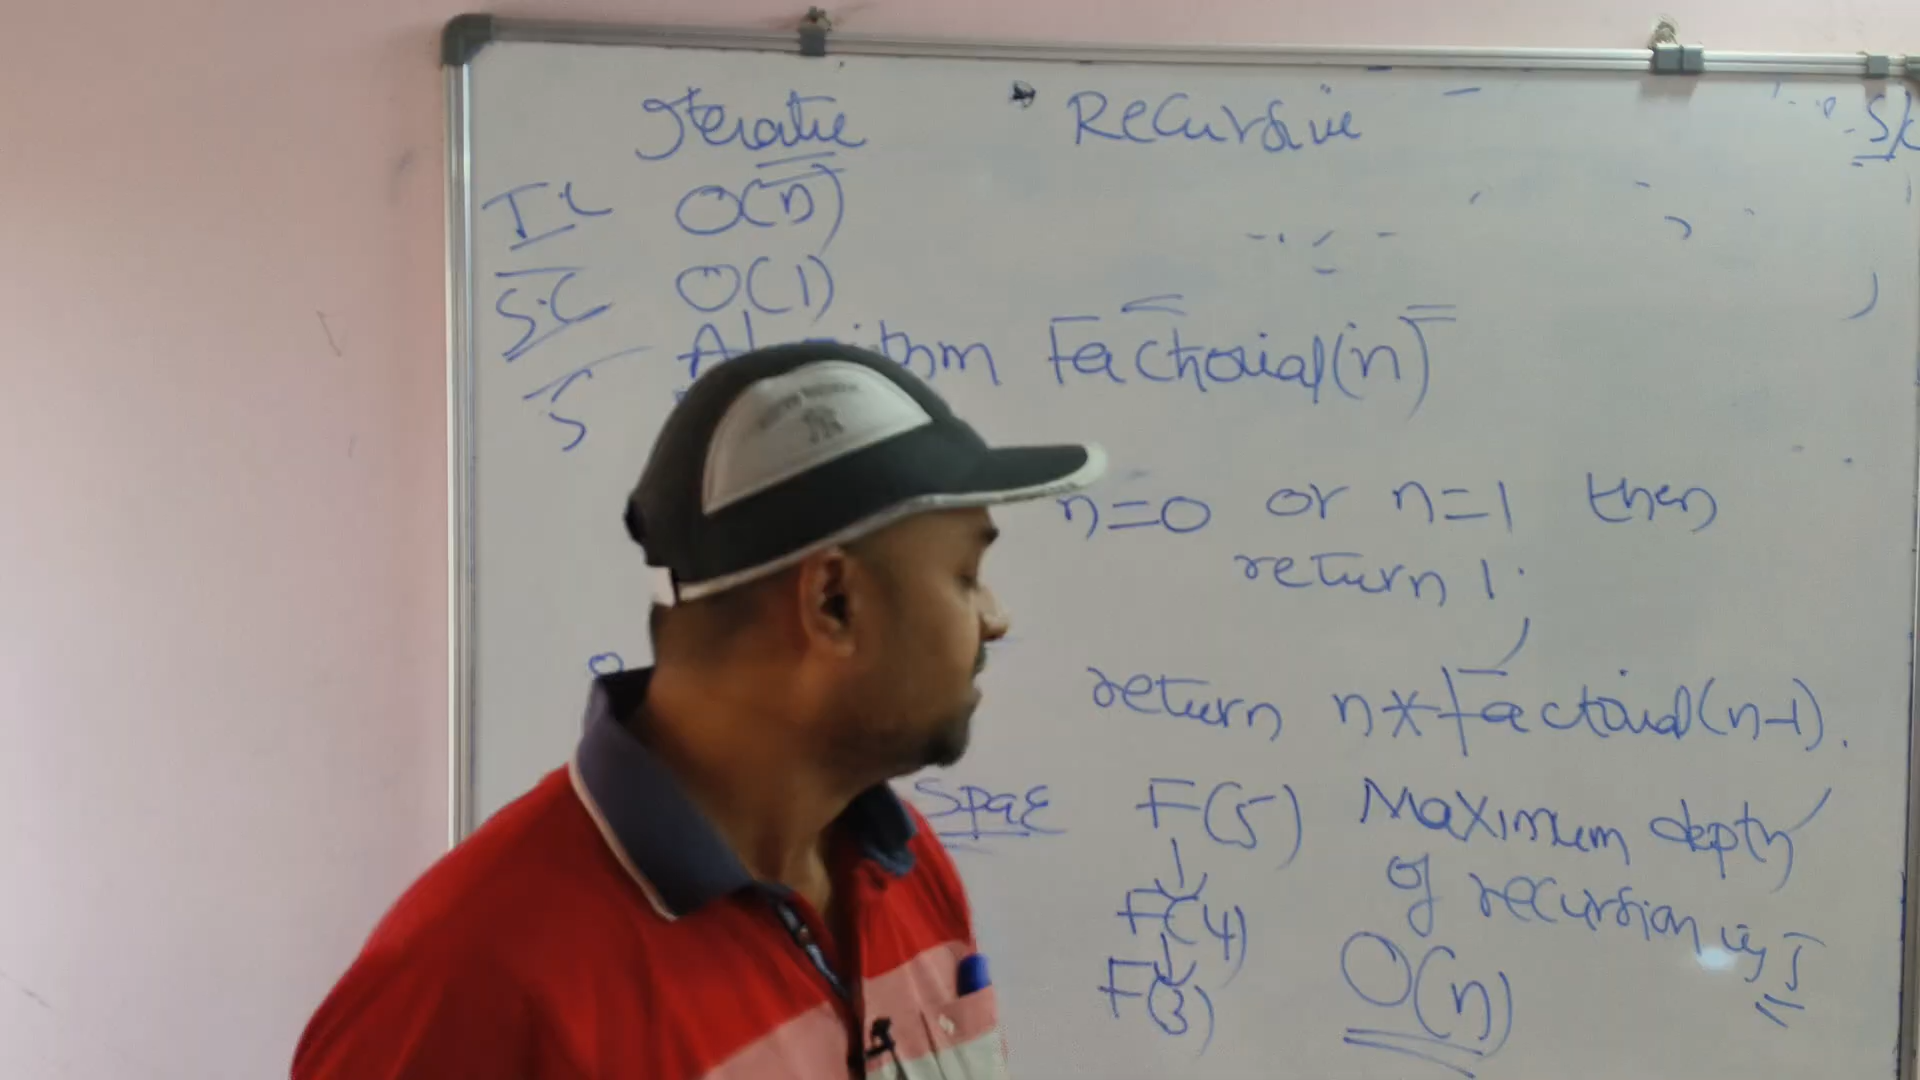 Iterative Recursive
T.C O(n)
S.C O(1)
Algorithm Factorial(n)
n=0 or n=1 then
return 1;
return n*Factorial(n-1).
Space F(5) Maximum depth
of recursion is 5
F(4)
F(3) O(n)